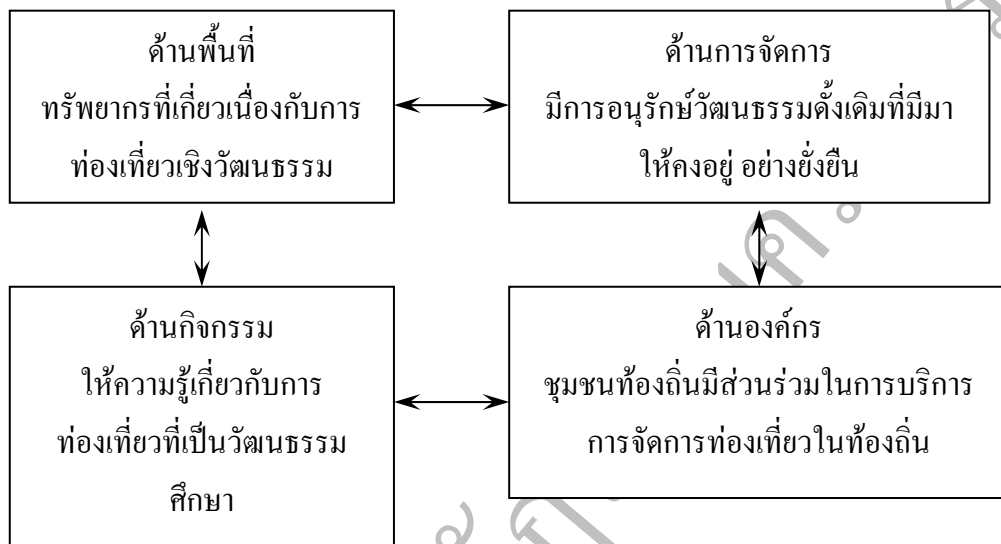 ด้านพื้นที่
ทรัพยากรที่เกี่ยวเนื่องกับการ
ท่องเที่ยวเชิงวัฒนธรรม
ด้านการจัดการ
มีการอนุรักษ์วัฒนธรรมดั้งเดิมที่มีมา
ให้คงอยู่ อย่างยั่งยืน
ด้านกิจกรรม
ให้ความรู้เกี่ยวกับการ
ท่องเที่ยวที่เป็นวัฒนธรรม
ศึกษา
ด้านองค์กร
ชุมชนท้องถิ่นมีส่วนร่วมในการบริการ
การจัดการท่องเที่ยวในท้องถิ่น